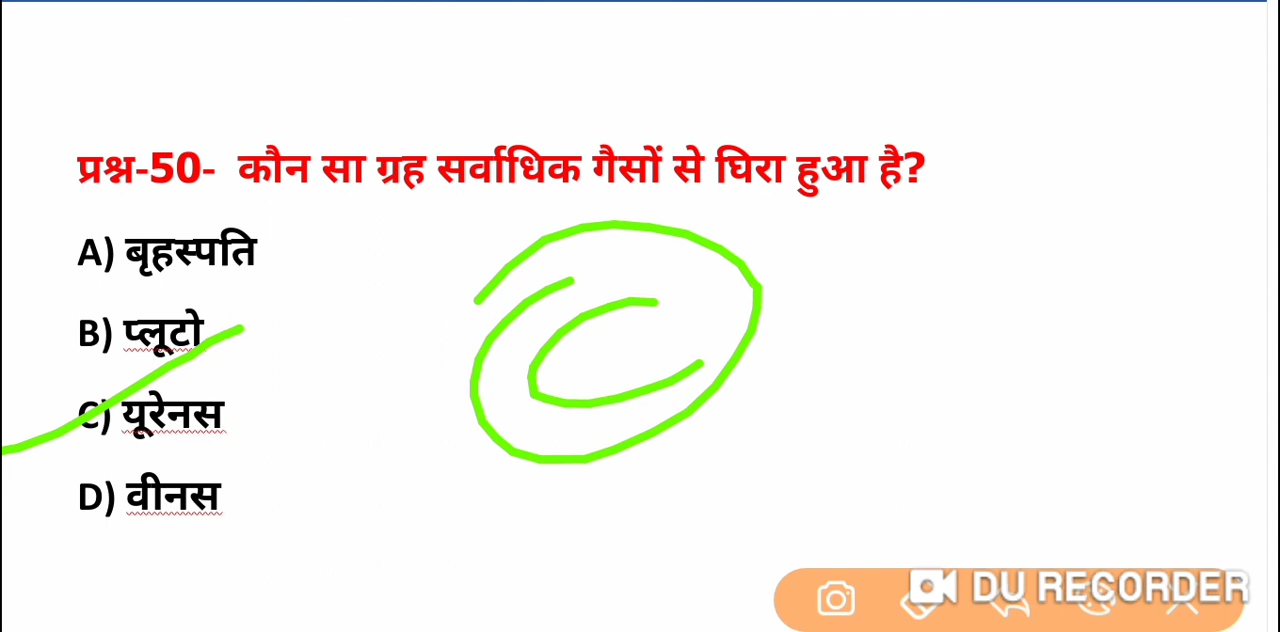 प्रश्न-50- कौन सा ग्रह सर्वाधिक गैसों से घिरा हुआ है?
A) बृहस्पति
B) प्लूटो
C) यूरेनस
D) वीनस
DU RECORDER